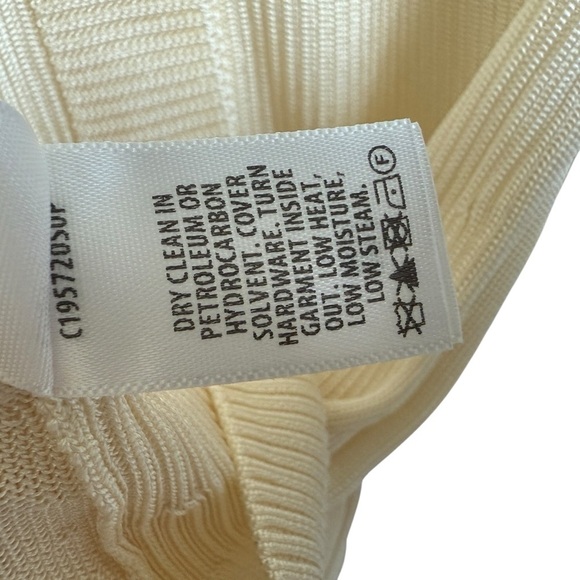 DRY CLEAN IN
PETROLEUM OR
HYDROCARBON
SOLVENT. COVER
HARDWARE. TURN
GARMENT INSIDE
OUT. LOW HEAT,
LOW MOISTURE,
LOW STEAM.
F
C195720SUP